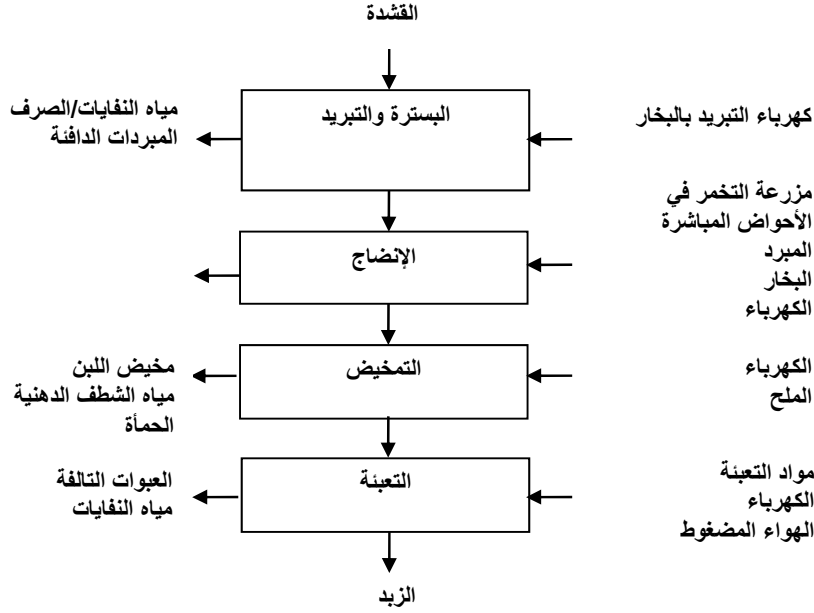 القشدة
البسترة والتبريد
كهرباء التبريد بالبخار
مياه النفايات/الصرف
المبردات الدافئة
الإنضاج
مزرعة التخمر في
الأحواض المباشرة
المبرد
البخار
الكهرباء
التمخيض
الكهرباء
الملح
مخيض اللبن
مياه الشطف الدهنية
الحمأة
التعبئة
مواد التعبئة
الكهرباء
الهواء المضغوط
العبوات التالفة
مياه النفايات
الزبد